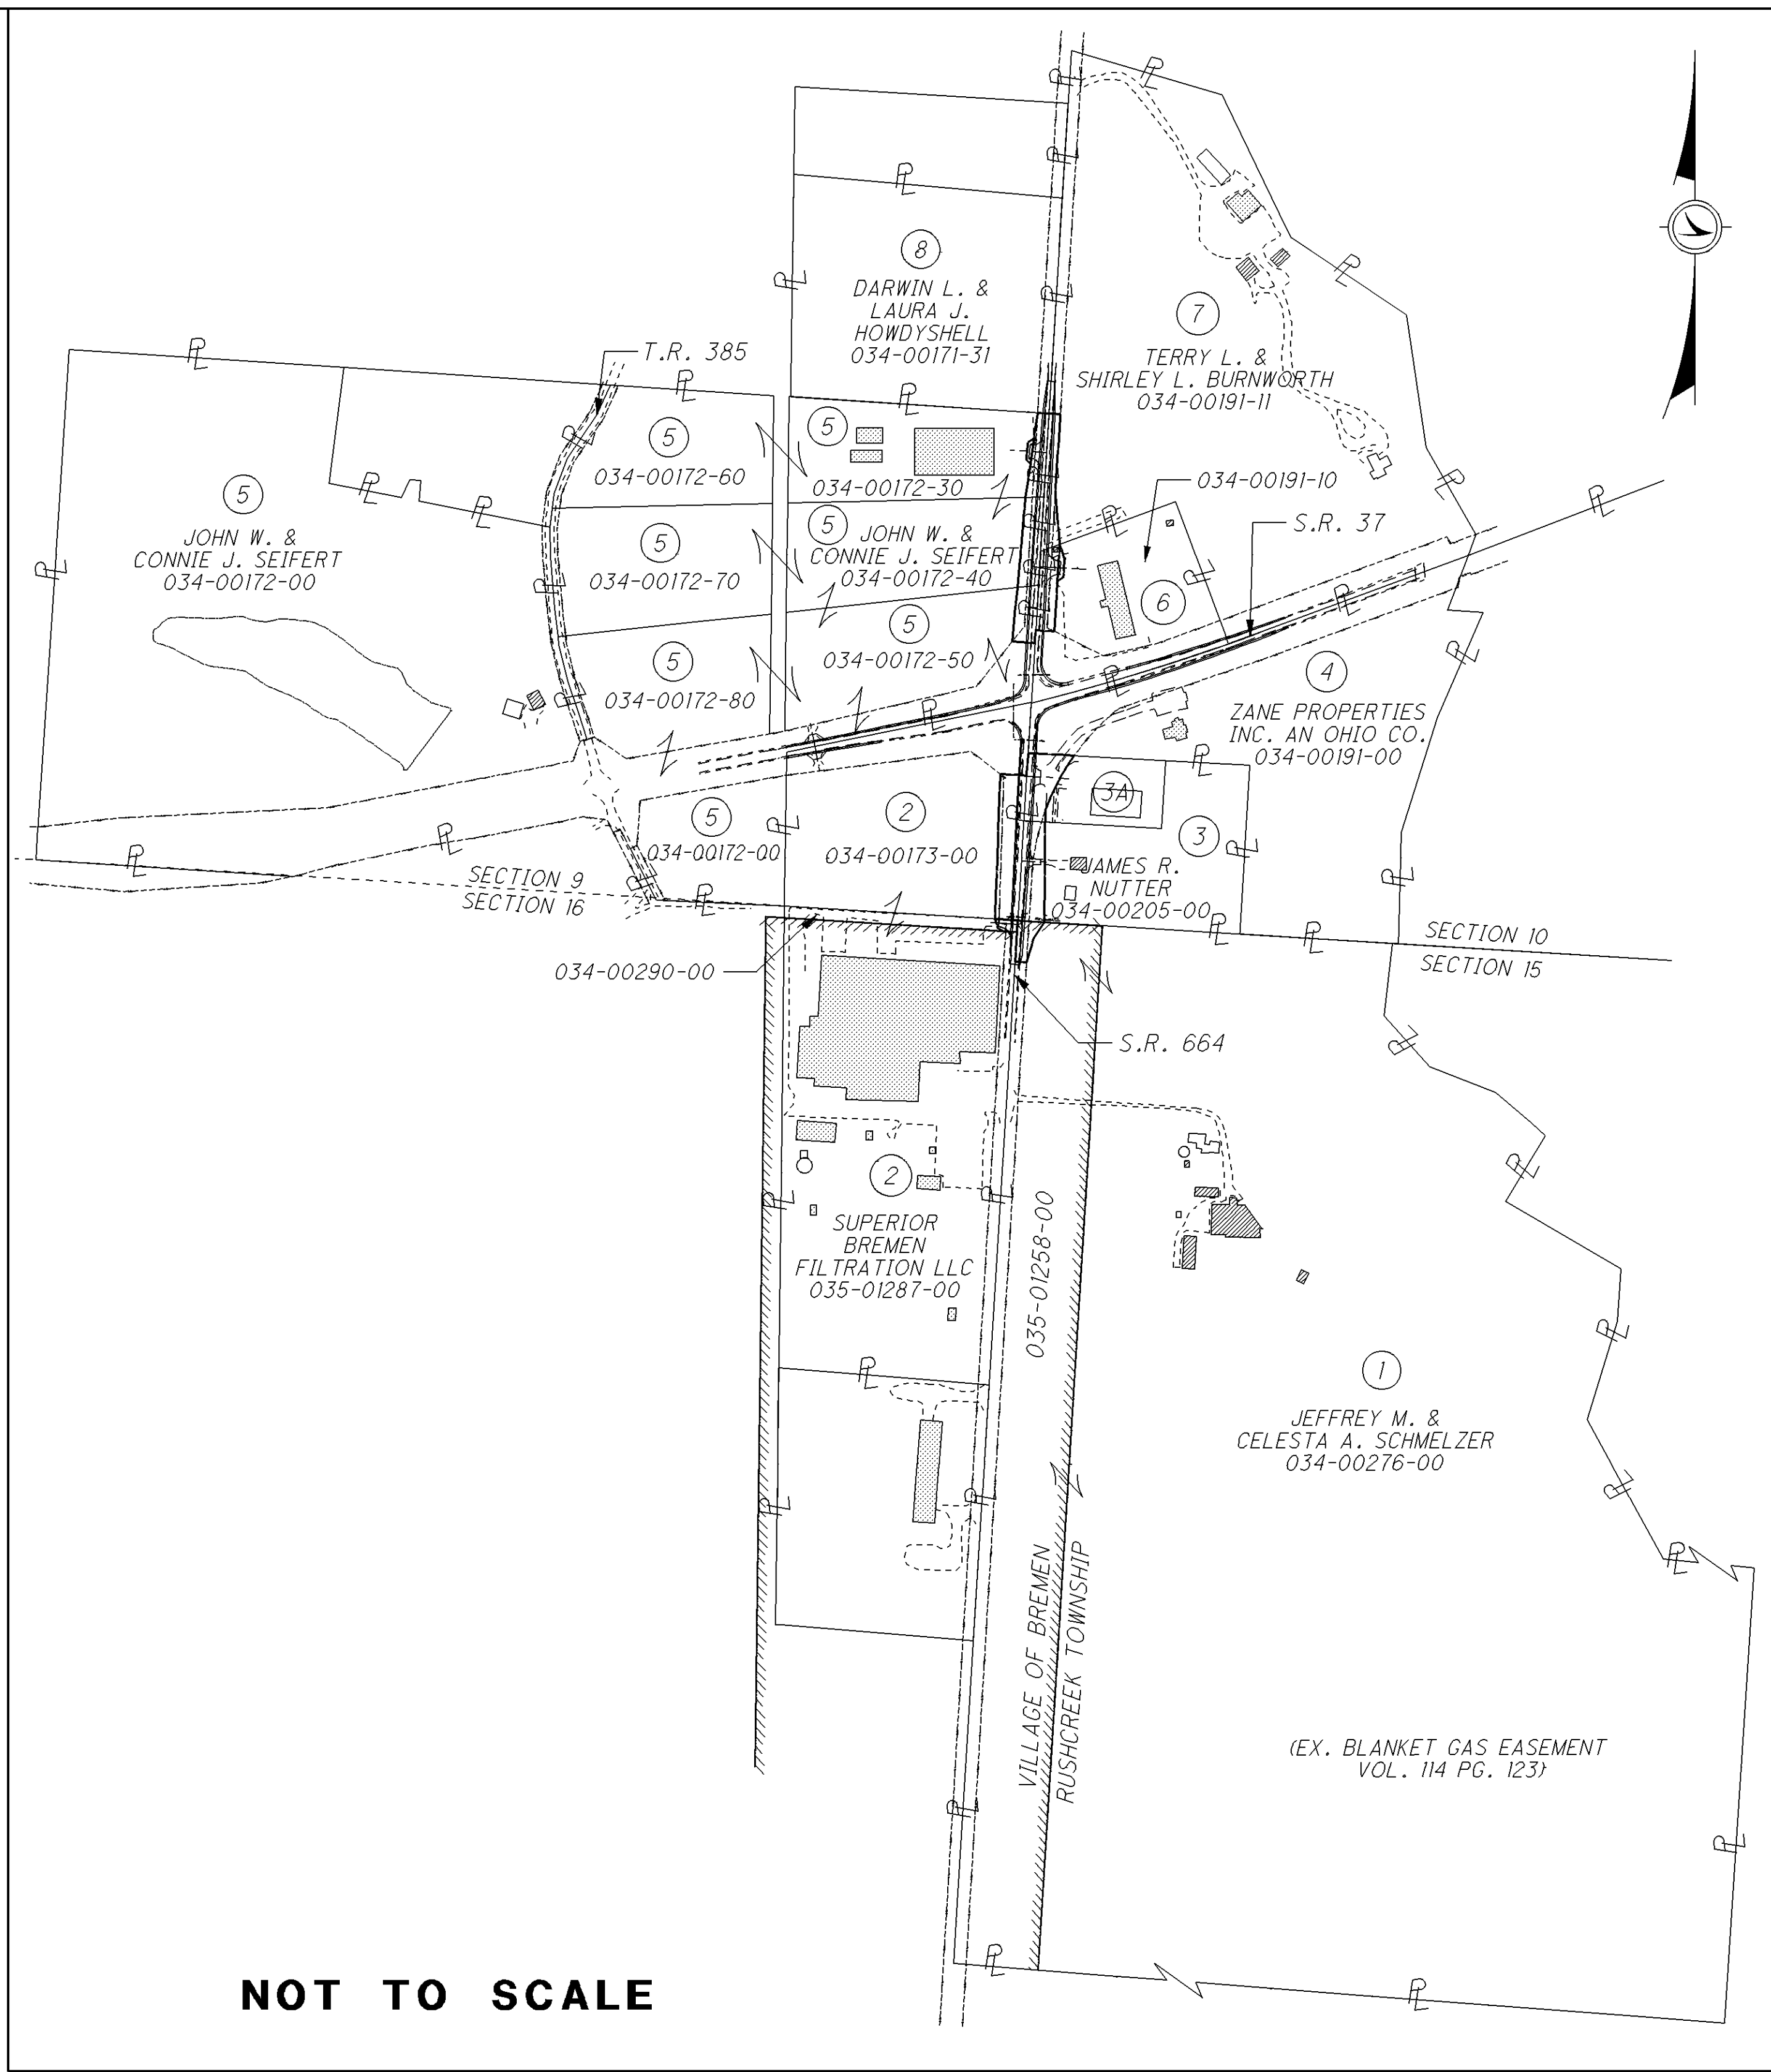 8
DARWIN L. &
LAURA J.
HOWDYSHELL
034-00171-31
7
TERRY L. &
SHIRLEY L. BURNWORTH
034-00191-11
T.R. 385
5
034-00172-60
5
034-00172-30
034-00191-10
S.R. 37
5
JOHN W. &
CONNIE J. SEIFERT
034-00172-00
5
034-00172-70
5
JOHN W. &
CONNIE J. SEIFERT
034-00172-40
6
5
034-00172-50
5
034-00172-80
4
ZANE PROPERTIES
INC. AN OHIO CO.
034-00191-00
5
034-00172-00
2
034-00173-00
3A
3
JAMES R.
NUTTER
034-00205-00
SECTION 9
SECTION 16
SECTION 10
SECTION 15
034-00290-00
S.R. 664
2
SUPERIOR
BREMEN
FILTRATION LLC
035-01287-00
035-01258-00
1
JEFFREY M. &
CELESTA A. SCHMELZER
034-00276-00
VILLAGE OF BREMEN
RUSHCREEK TOWNSHIP
(EX. BLANKET GAS EASEMENT
VOL. 114 PG. 123)
NOT TO SCALE